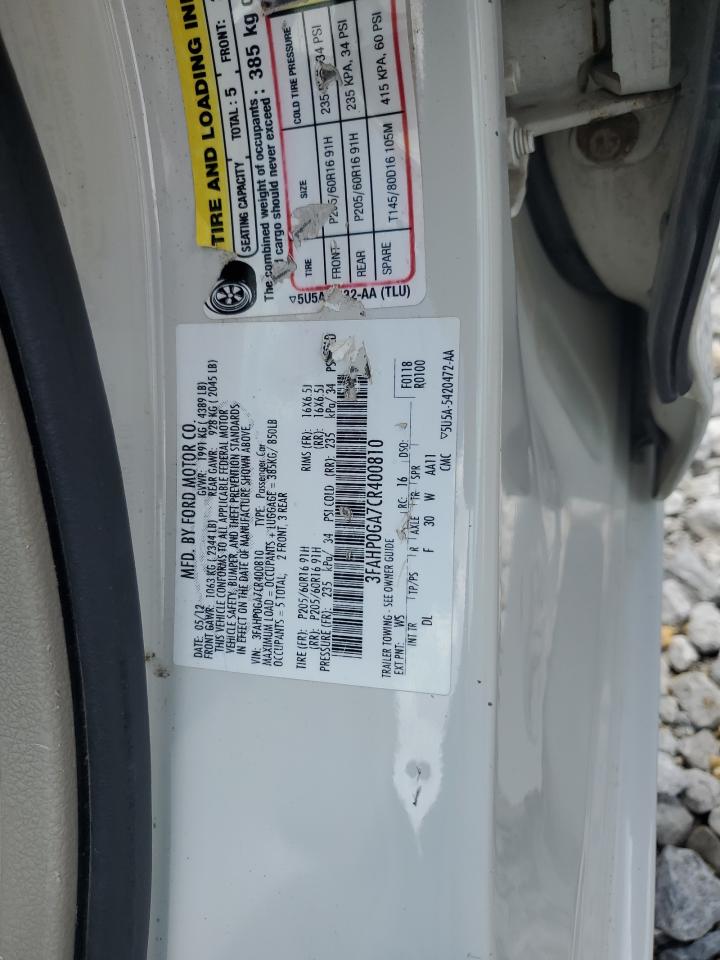 TIRE AND LOADING IN
SEATING CAPACITY TOTAL : 5 FRONT:
The combined weight of occupants
cargo should never exceed : 385 kg
TIRE SIZE COLD TIRE PRESSURE
FRONT P205/60R16 91H 34 PSI
REAR P205/60R16 91H 235 KPA, 34 PSI
SPARE T145/80D16 105M 415 KPA, 60 PSI
(TLU)
MFD. BY FORD MOTOR CO.
DATE: 05/12 GVWR: 1991 KG ( 4389 LB)
FRONT GAWR: 1063 KG ( 2344LB) REAR GAWR: 928 KG ( 2045 LB)
THIS VEHICLE CONFORMS TO ALL APPLICABLE FEDERAL MOTOR
VEHICLE SAFETY, BUMPER, AND THEFT PREVENTION STANDARDS
IN EFFECT ON THE DATE OF MANUFACTURE SHOWN ABOVE.
VIN: 3FAHP0GA7CR400810 TYPE: Passenger Car
MAXIMUM LOAD = OCCUPANTS + LUGGAGE = 385KG/ 850LB
OCCUPANTS = 5 TOTAL, 2 FRONT, 3 REAR
TIRE (FR): P205/60R16 91H RIMS (FR): 16X6.5J
(RR): P205/60R16 91H (RR): 16X6.5J
PRESSURE (FR): 235 kPa/ 34 PSI COLD (RR): 235 kPa/ 34
3FAHP0GA7CR400810
TRAILER TOWING - SEE OWNER GUIDE F0118
EXT PNT: WS RC: 16 DSO: R0100
INT TR TP/PS R AXLE TR SPR
DL F 30 W AA11
CMC ▽5U5A-5420472-AA